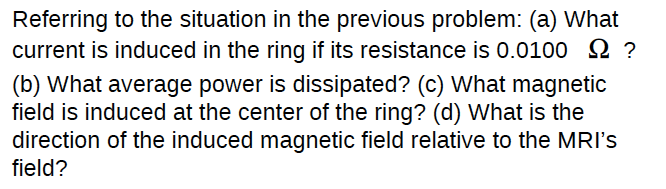 Referring to the situation in the previous problem: (a) What
current is induced in the ring if its resistance is 0.0100 Ω ?
(b) What average power is dissipated? (c) What magnetic
field is induced at the center of the ring? (d) What is the
direction of the induced magnetic field relative to the MRI’s
field?